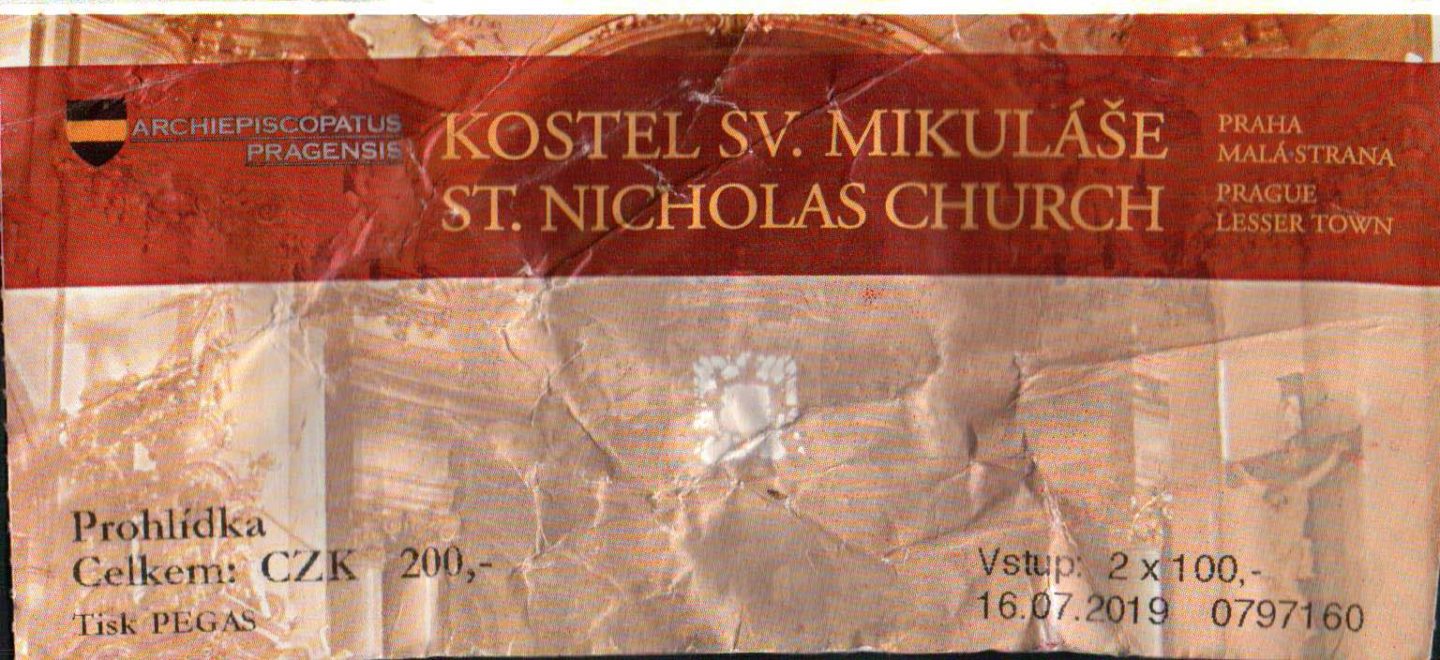 ARCHIEPISCOPATUS
PRAGENSIS
KOSTEL SV. MIKULÁŠE
ST. NICHOLAS CHURCH
PRAHA
MALÁ STRANA
PRAGUE
LESSER TOWN
Prohlídka
Celkem: CZK 200,-
Tisk PEGAS
Vstup: 2 x 100,-
16.07.2019 0797160